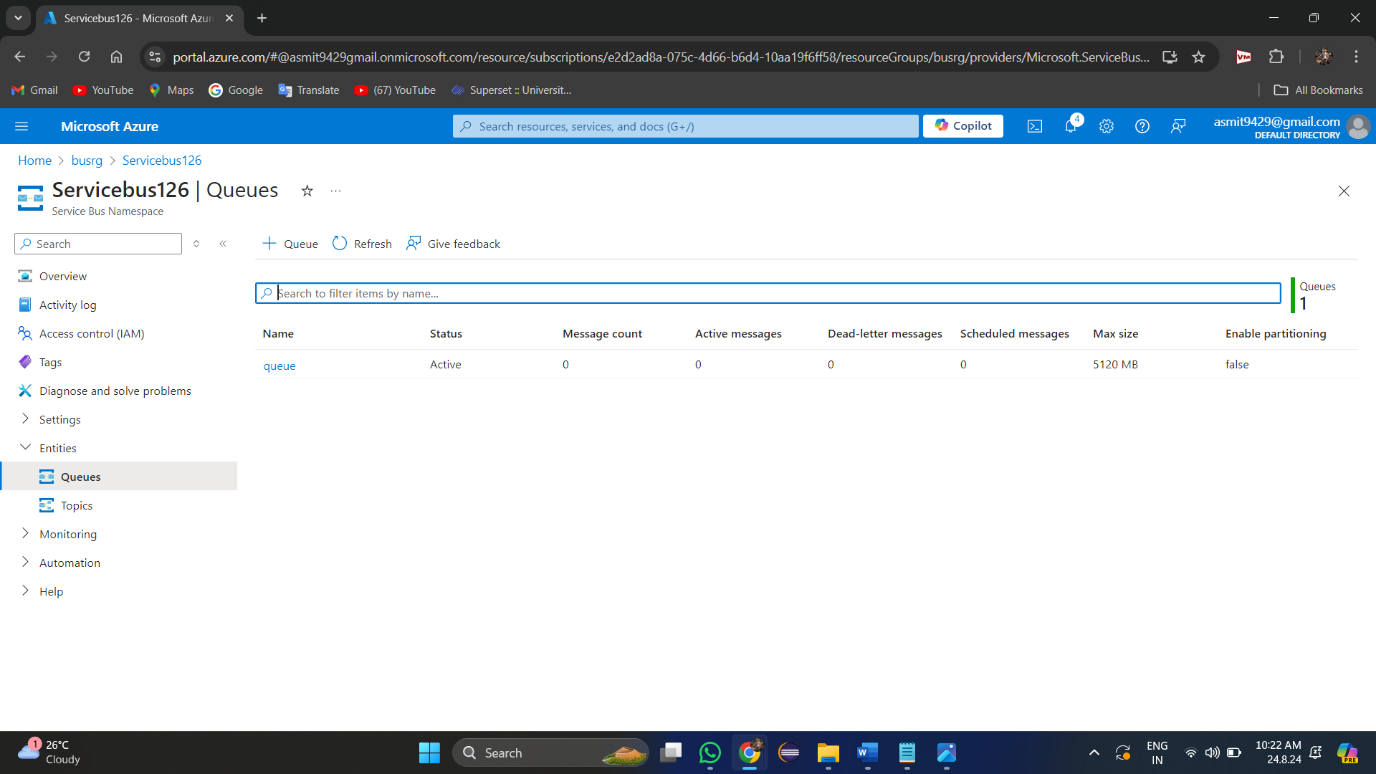 Servicebus126 - Microsoft Azur
portal.azure.com/#@asmit9429gmail.onmicrosoft.com/resource/subscriptions/e2d2ad8a-075c-4d66-b6d4-10aa19f6ff58/resourceGroups/busrg/providers/Microsoft.ServiceBus...
Gmail YouTube Maps Google Translate (67) YouTube Superset :: Universit... All Bookmarks
Microsoft Azure Search resources, services, and docs (G+/) Copilot 4 asmit9429@gmail.com
DEFAULT DIRECTORY
Home > busrg > Servicebus126
Servicebus126 | Queues
Service Bus Namespace
Search
Queue Refresh Give feedback
Overview
Activity log
Access control (IAM)
Tags
Diagnose and solve problems
Settings
Entities
Queues
Topics
Monitoring
Automation
Help
Search to filter items by name...
Queues
1
Name Status Message count Active messages Dead-letter messages Scheduled messages Max size Enable partitioning
queue Active 0 0 0 0 5120 MB false
1 26°C
Cloudy
Search
ENG
IN
10:22 AM
24.8.24
PRE